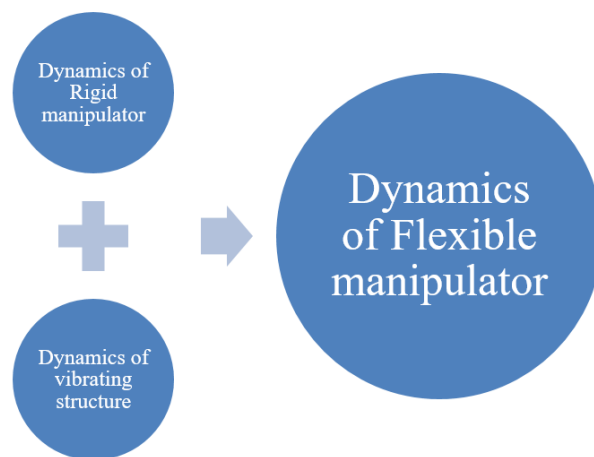 Dynamics of
Rigid
manipulator
Dynamics of
vibrating
structure
Dynamics
of Flexible
manipulator